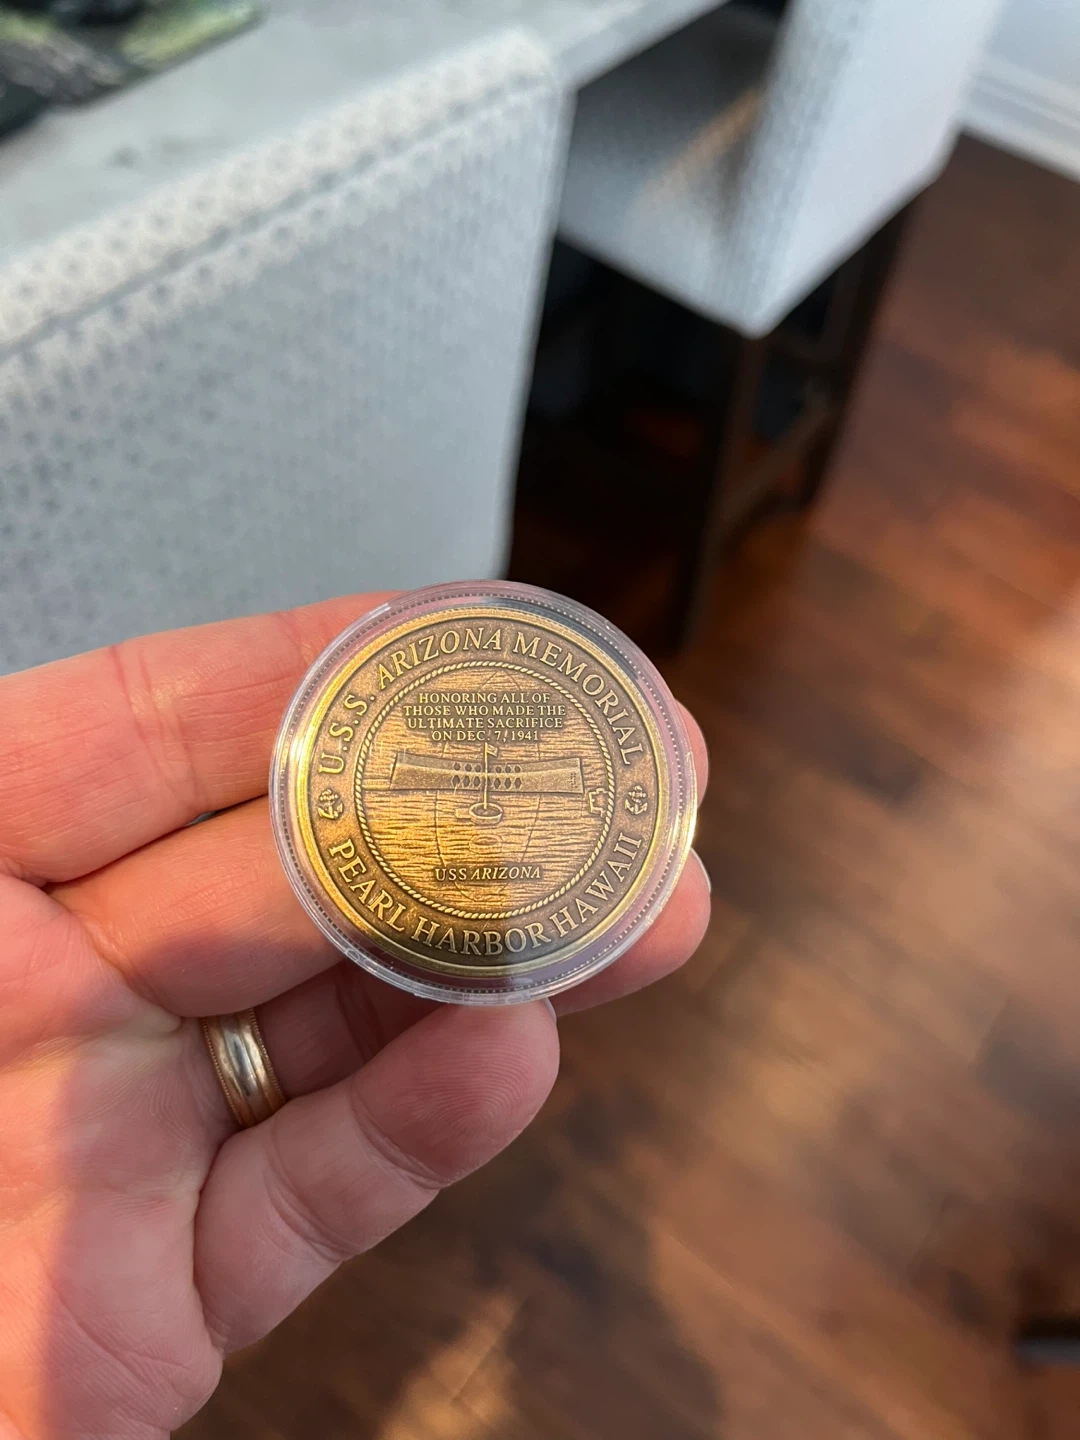 U.S.S. ARIZONA MEMORIAL
HONORING ALL OF
THOSE WHO MADE THE
ULTIMATE SACRIFICE
ON DEC. 7, 1941
USS ARIZONA
PEARL HARBOR HAWAII